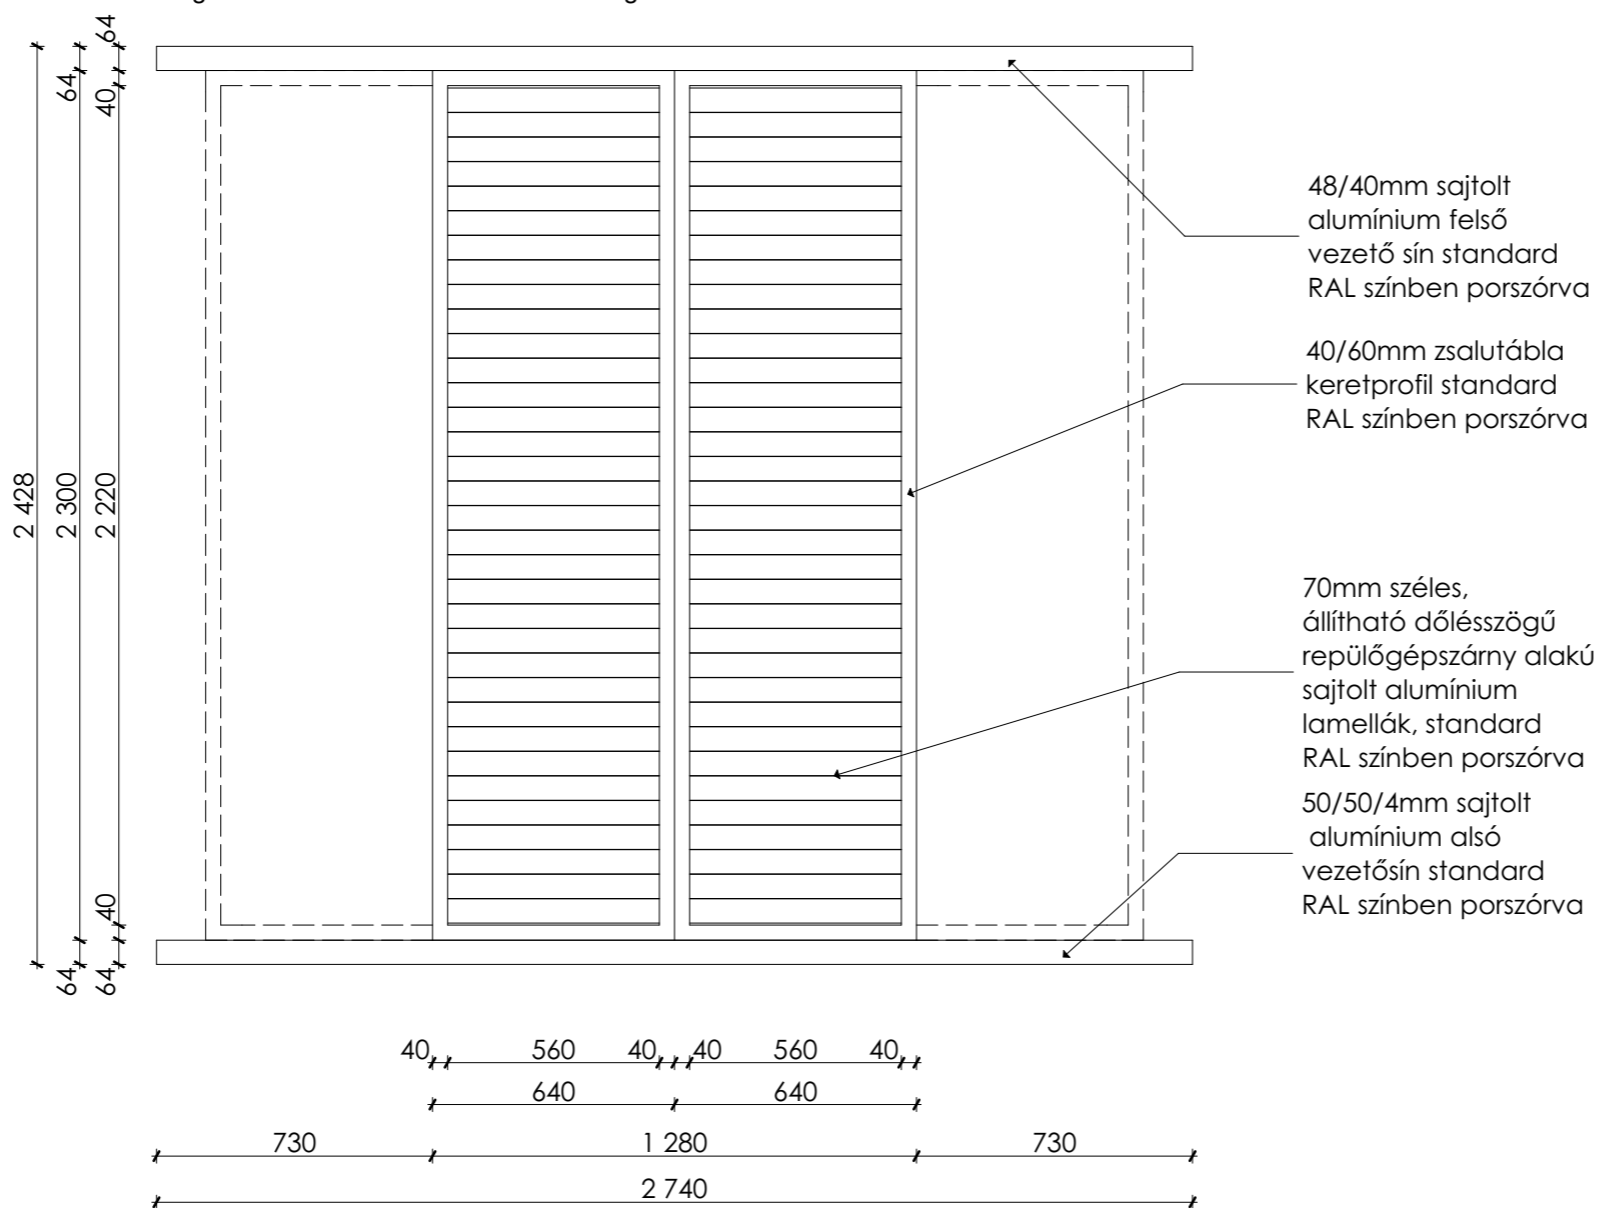 64
64
40
2 428
2 300
2 220
40
64
64
48/40mm sajtolt
alumínium felső
vezető sín standard
RAL színben porszórva
40/60mm zsalutábla
keretprofil standard
RAL színben porszórva
70mm széles,
állítható dőlésszögű
repülőgépszárny alakú
sajtolt alumínium
lamellák, standard
RAL színben porszórva
50/50/4mm sajtolt
alumínium alsó
vezetősín standard
RAL színben porszórva
40 560 40 40 560 40
640 640
730 1 280 730
2 740